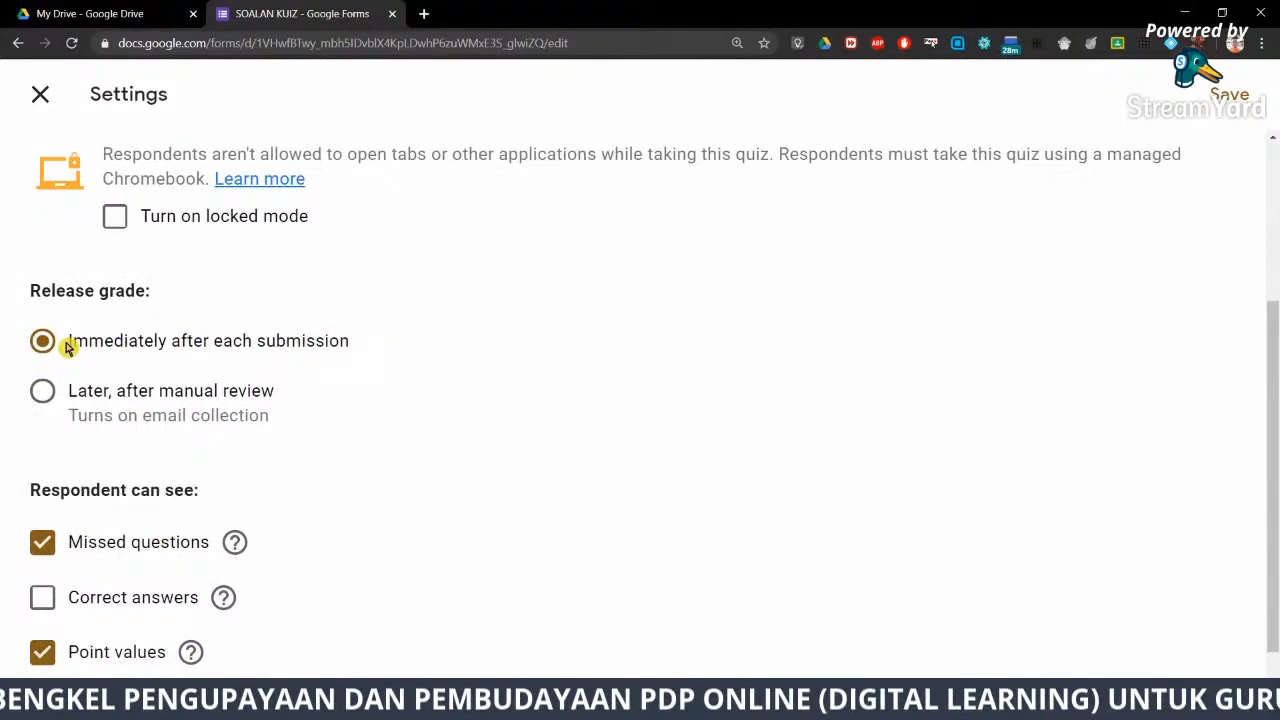 My Drive - Google Drive
SOALAN KUIZ - Google Forms
docs.google.com/forms/d/1VHwfBTwy_mbh5IDvblX4KpLDwhP6zuWMxE3S_glwiZQ/edit
ABP
28m
Powered by
StreamYard
Settings
Save
Respondents aren't allowed to open tabs or other applications while taking this quiz. Respondents must take this quiz using a managed
Chromebook. Learn more
Turn on locked mode
Release grade:
Immediately after each submission
Later, after manual review
Turns on email collection
Respondent can see:
Missed questions
Correct answers
Point values
BENGKEL PENGUPAYAAN DAN PEMBUDAYAAN PDP ONLINE (DIGITAL LEARNING) UNTUK GURU